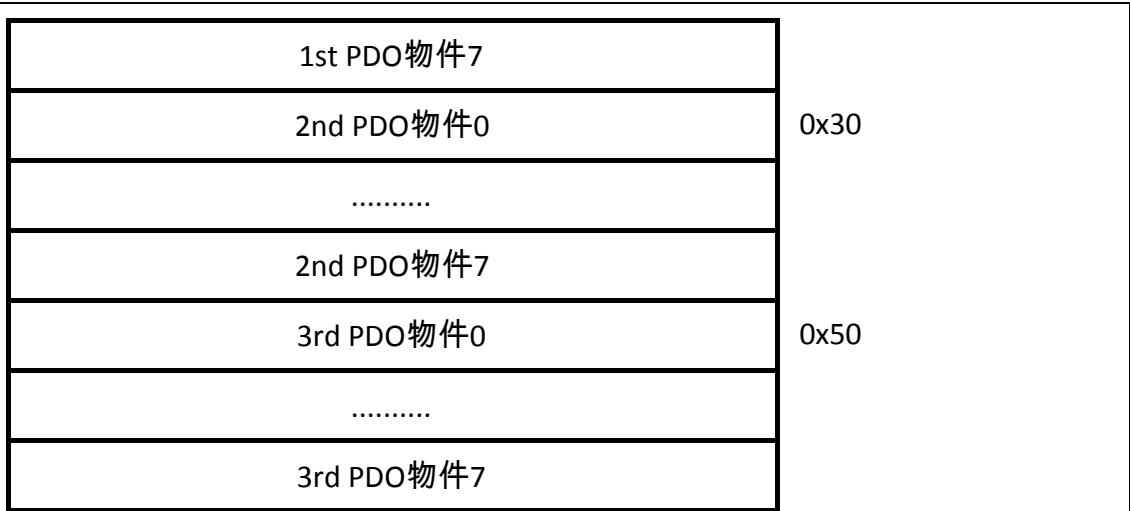 1st PDO物件7
2nd PDO物件0 0x30
..........
2nd PDO物件7
3rd PDO物件0 0x50
..........
3rd PDO物件7